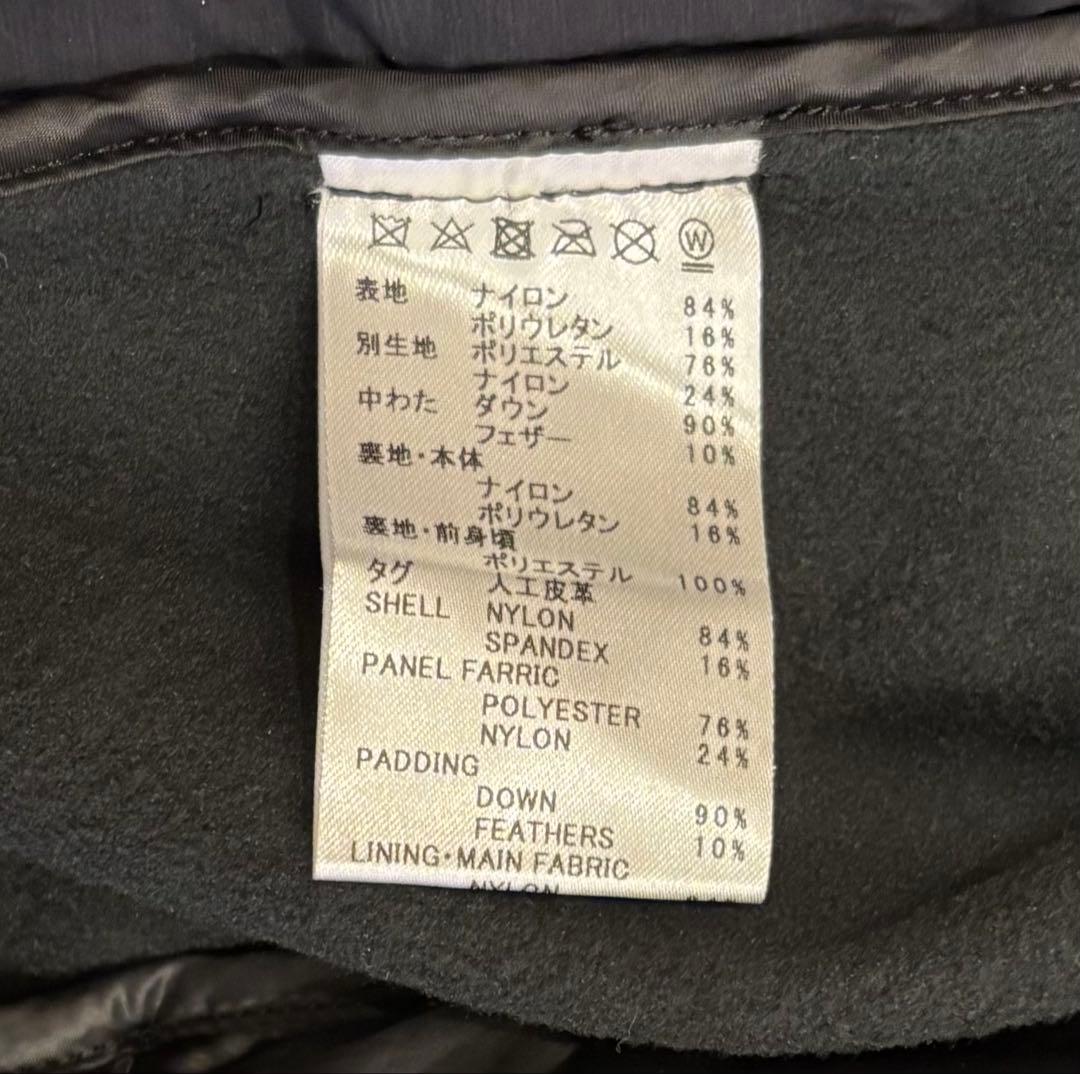 W
表地 ナイロン 84%
ポリウレタン 16%
別生地 ポリエステル 76%
ナイロン 24%
中わた ダウン 90%
フェザー 10%
裏地・本体
ナイロン 84%
ポリウレタン 16%
裏地・前身頃
ポリエステル 100%
タグ 人工皮革
SHELL NYLON 84%
SPANDEX 16%
PANEL FARRIC
POLYESTER 76%
NYLON 24%
PADDING
DOWN 90%
FEATHERS 10%
LINING・MAIN FABRIC
NYLON